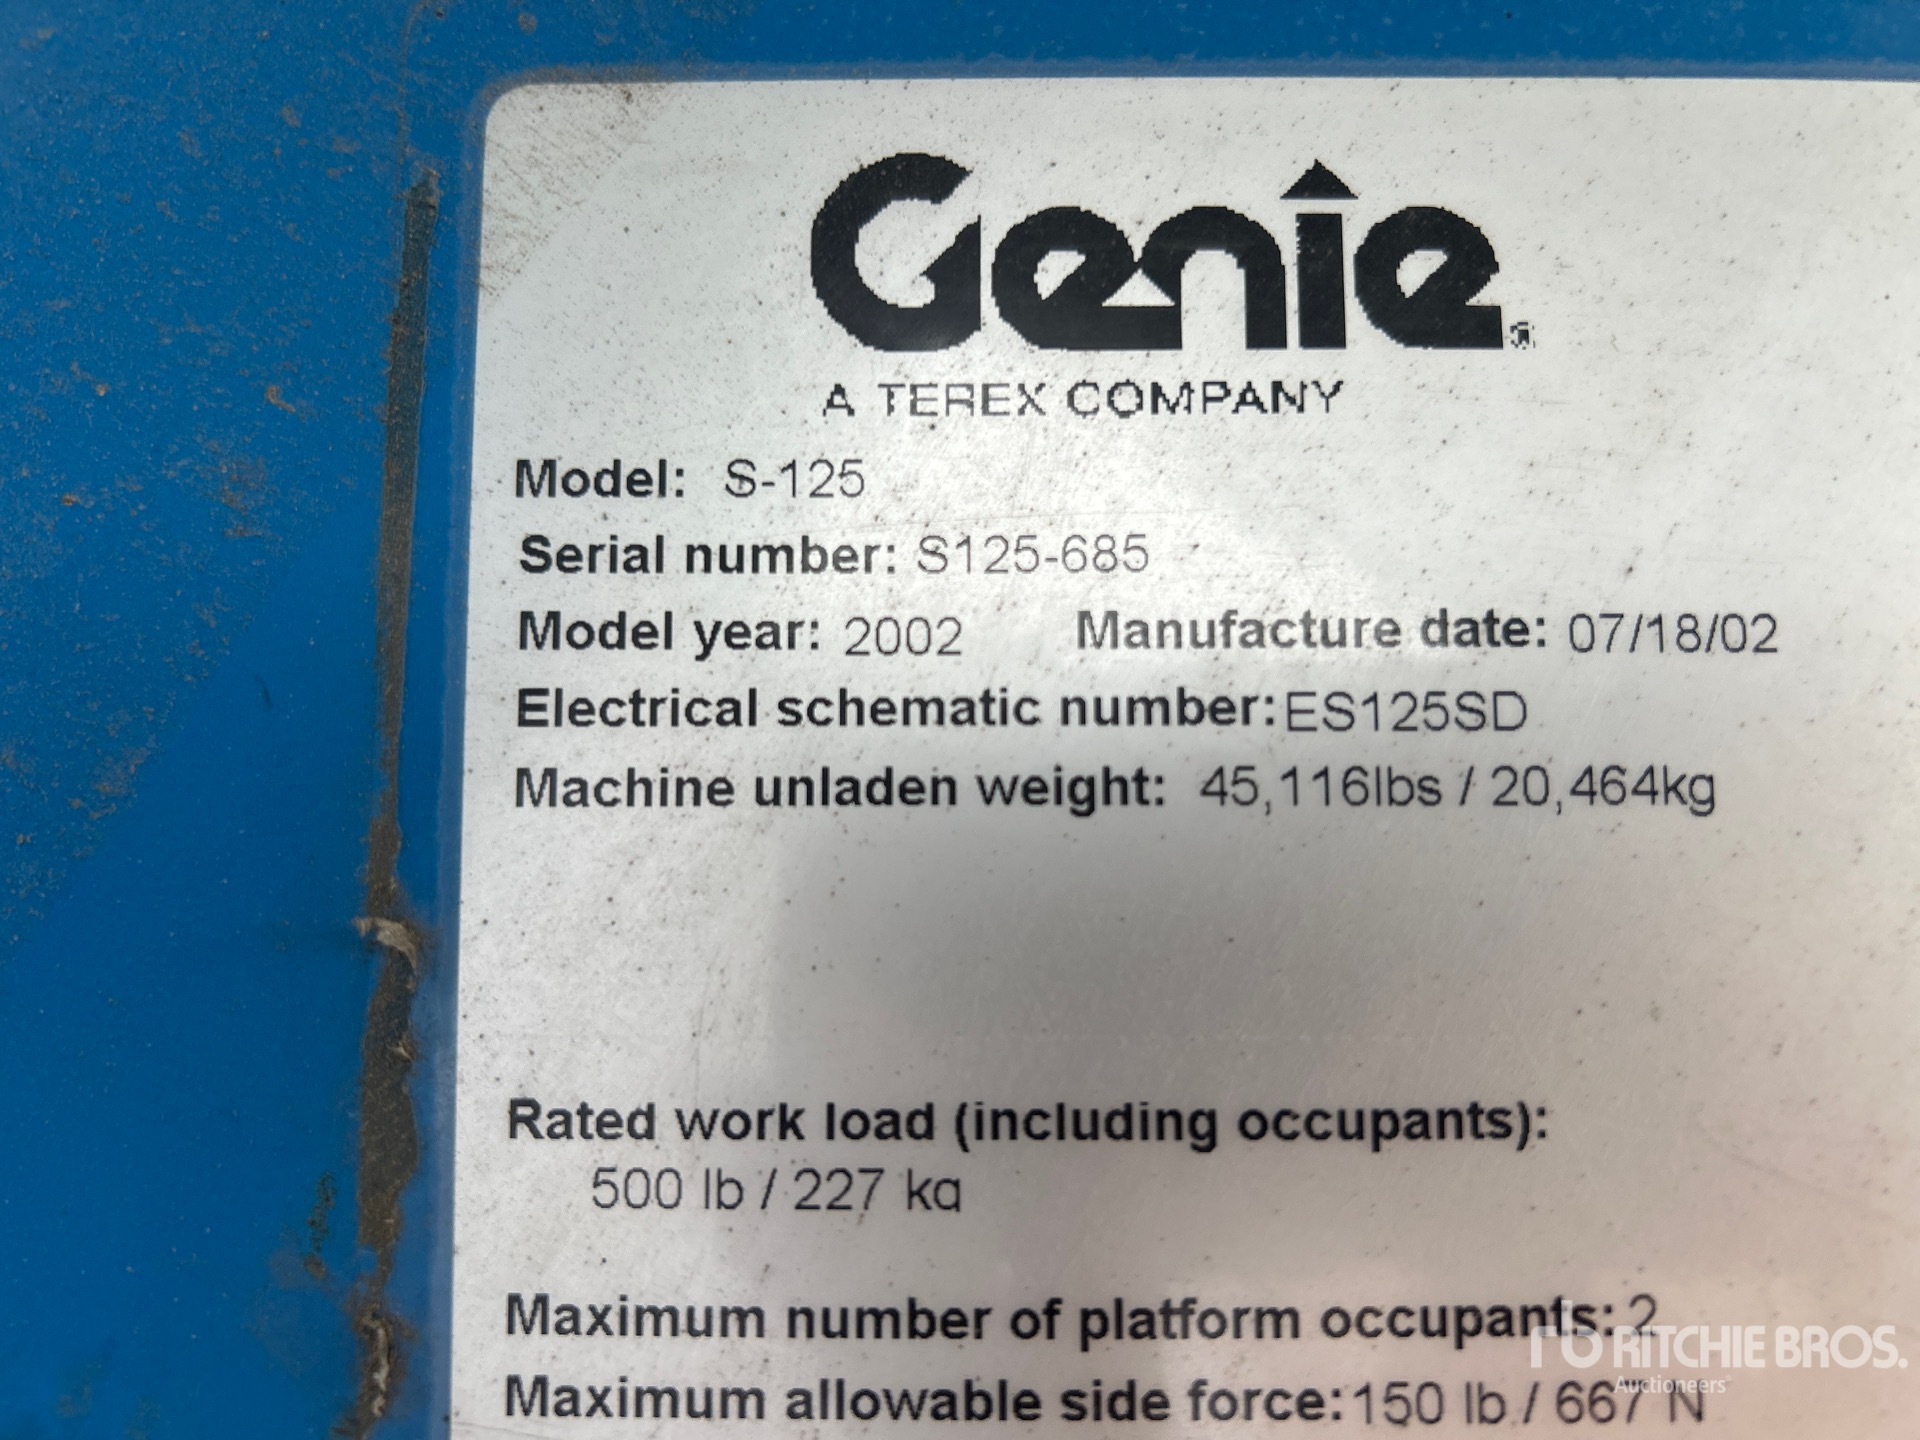 Genie
A TEREX COMPANY
Model: S-125
Serial number: S125-685
Model year: 2002 Manufacture date: 07/18/02
Electrical schematic number: ES125SD
Machine unladen weight: 45,116lbs / 20,464kg
Rated work load (including occupants):
500 lb / 227 kg
Maximum number of platform occupants: 2
Maximum allowable side force: 150 lb / 667 N
rb RITCHIE BROS.
Auctioneers